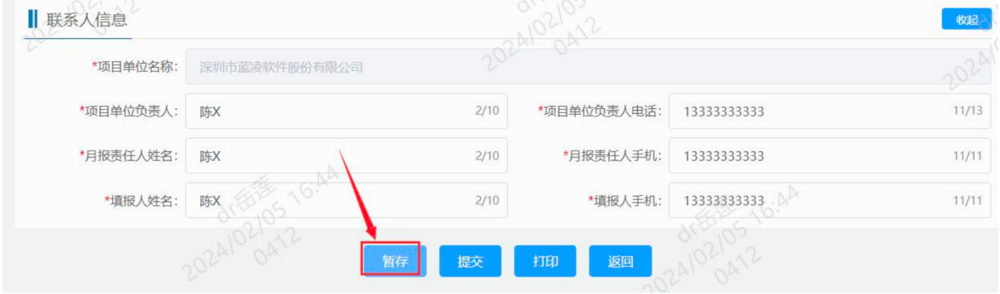 联系人信息 收起
*项目单位名称： 深圳市蓝凌软件股份有限公司
*项目单位负责人： 陈X 2/10 *项目单位负责人电话： 13333333333 11/13
*月报责任人姓名： 陈X 2/10 *月报责任人手机： 13333333333 11/11
*填报人姓名： 陈X 2/10 *填报人手机： 13333333333 11/11
暂存 提交 打印 返回
dr岳莲 16:44
2024/02/05
0412
dr岳莲 16:44
2024/02/05
0412
2024/02/05
0412